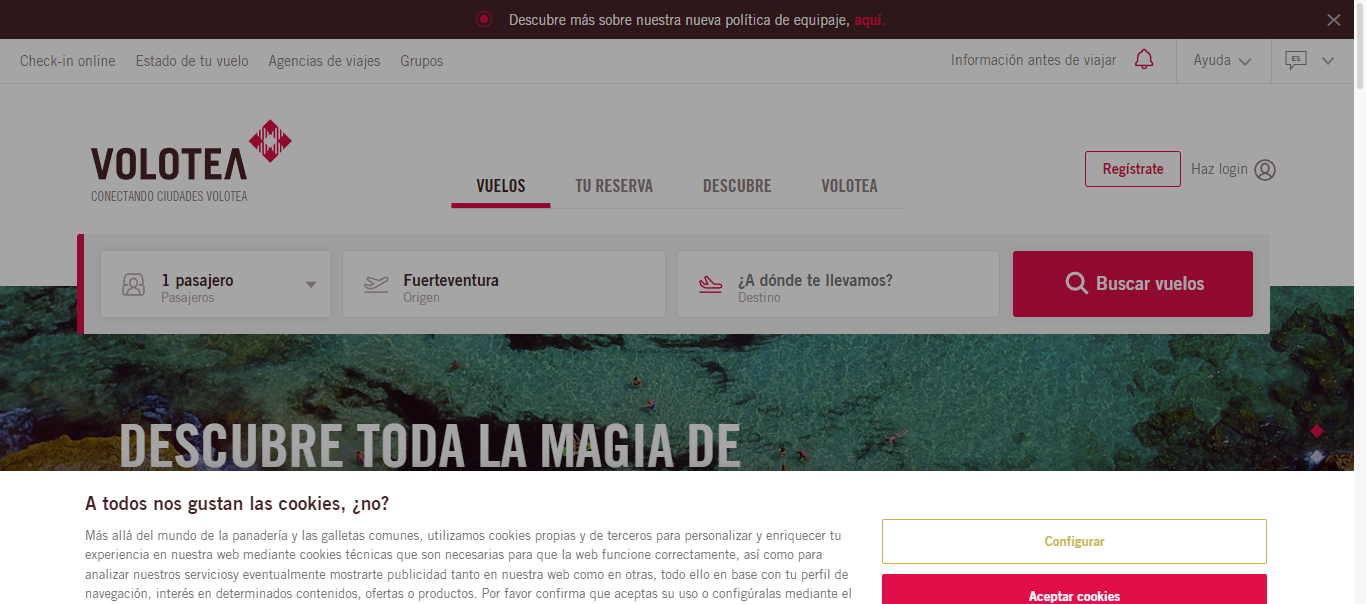 Descubre más sobre nuestra nueva política de equipaje, aquí.
Check-in online Estado de tu vuelo Agencias de viajes Grupos Información antes de viajar Ayuda ES
VOLOTEA
CONECTANDO CIUDADES VOLOTEA
VUELOS TU RESERVA DESCUBRE VOLOTEA
Regístrate Haz login
1 pasajero
Pasajeros
Fuerteventura
Origen
¿A dónde te llevamos?
Destino
Buscar vuelos
DESCUBRE TODA LA MAGIA DE
A todos nos gustan las cookies, ¿no?
Más allá del mundo de la panadería y las galletas comunes, utilizamos cookies propias y de terceros para personalizar y enriquecer tu
experiencia en nuestra web mediante cookies técnicas que son necesarias para que la web funcione correctamente, así como para
analizar nuestros serviciosy eventualmente mostrarte publicidad tanto en nuestra web como en otras, todo ello en base con tu perfil de
navegación, interés en determinados contenidos, ofertas o productos. Por favor confirma que aceptas su uso o configúralas mediante el
Configurar
Aceptar cookies